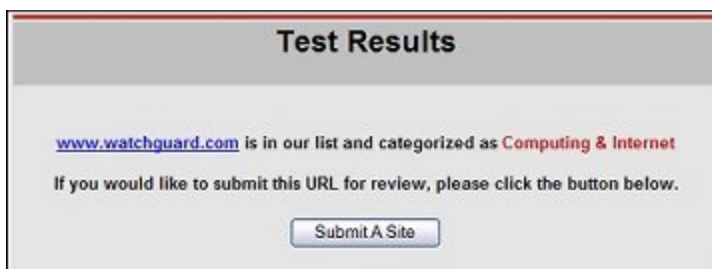 Test Results
www.watchguard.com is in our list and categorized as Computing & Internet
If you would like to submit this URL for review, please click the button below.
Submit A Site